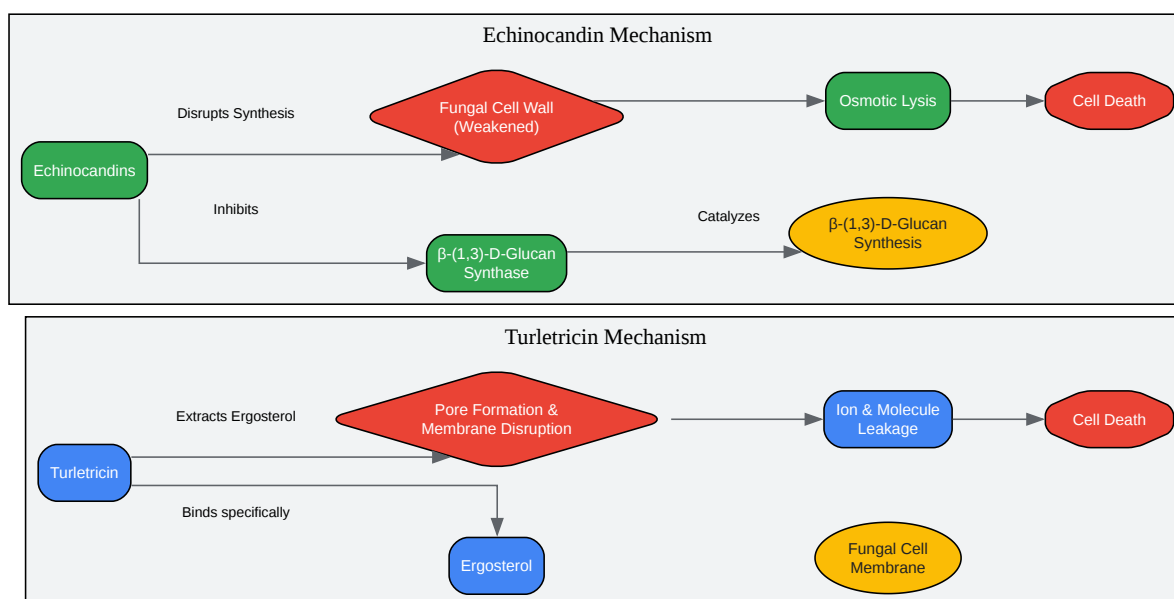 Echinocandin Mechanism
Disrupts Synthesis
Fungal Cell Wall
(Weakened)
Osmotic Lysis
Cell Death
Echinocandins
Inhibits
β-(1,3)-D-Glucan
Synthase
Catalyzes
β-(1,3)-D-Glucan
Synthesis
Turletricin Mechanism
Extracts Ergosterol
Pore Formation &
Membrane Disruption
Ion & Molecule
Leakage
Cell Death
Turletricin
Binds specifically
Ergosterol
Fungal Cell
Membrane